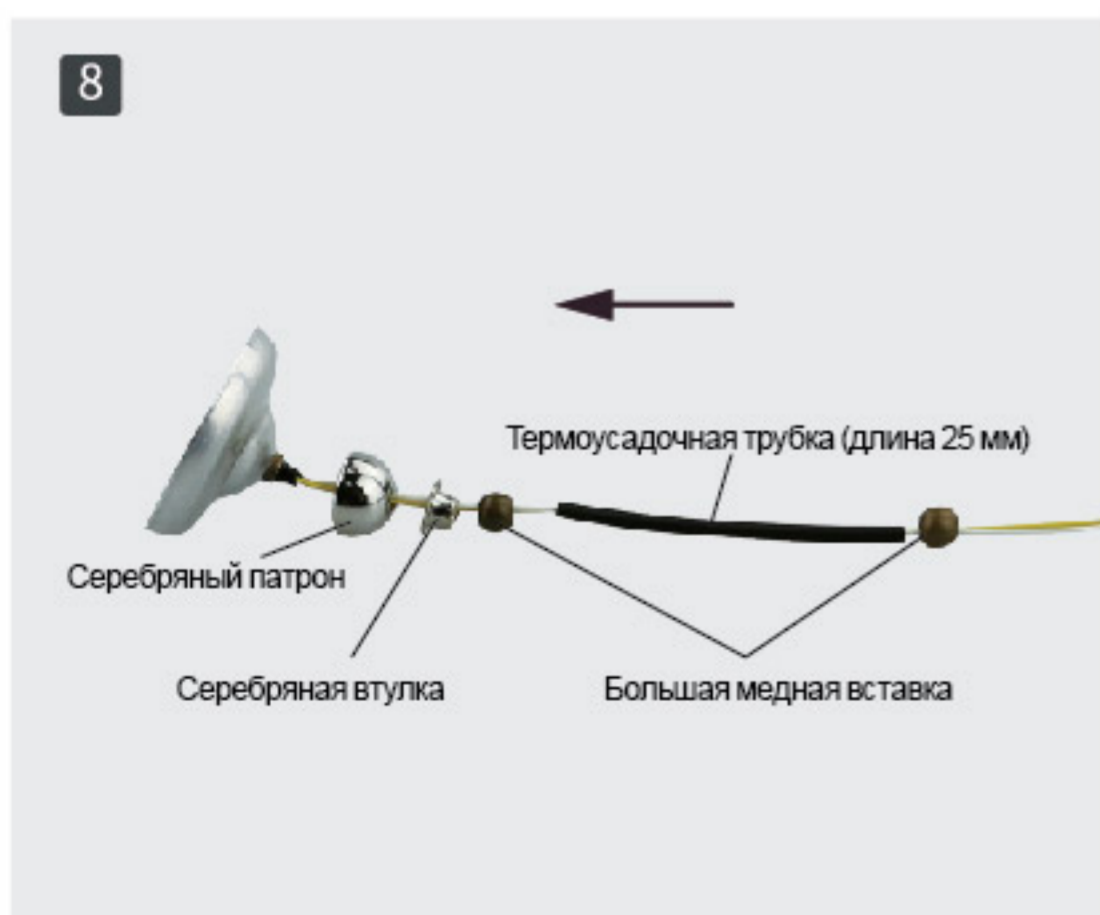 8
Термоусадочная трубка (длина 25 мм)
Серебряный патрон
Серебряная втулка
Большая медная вставка